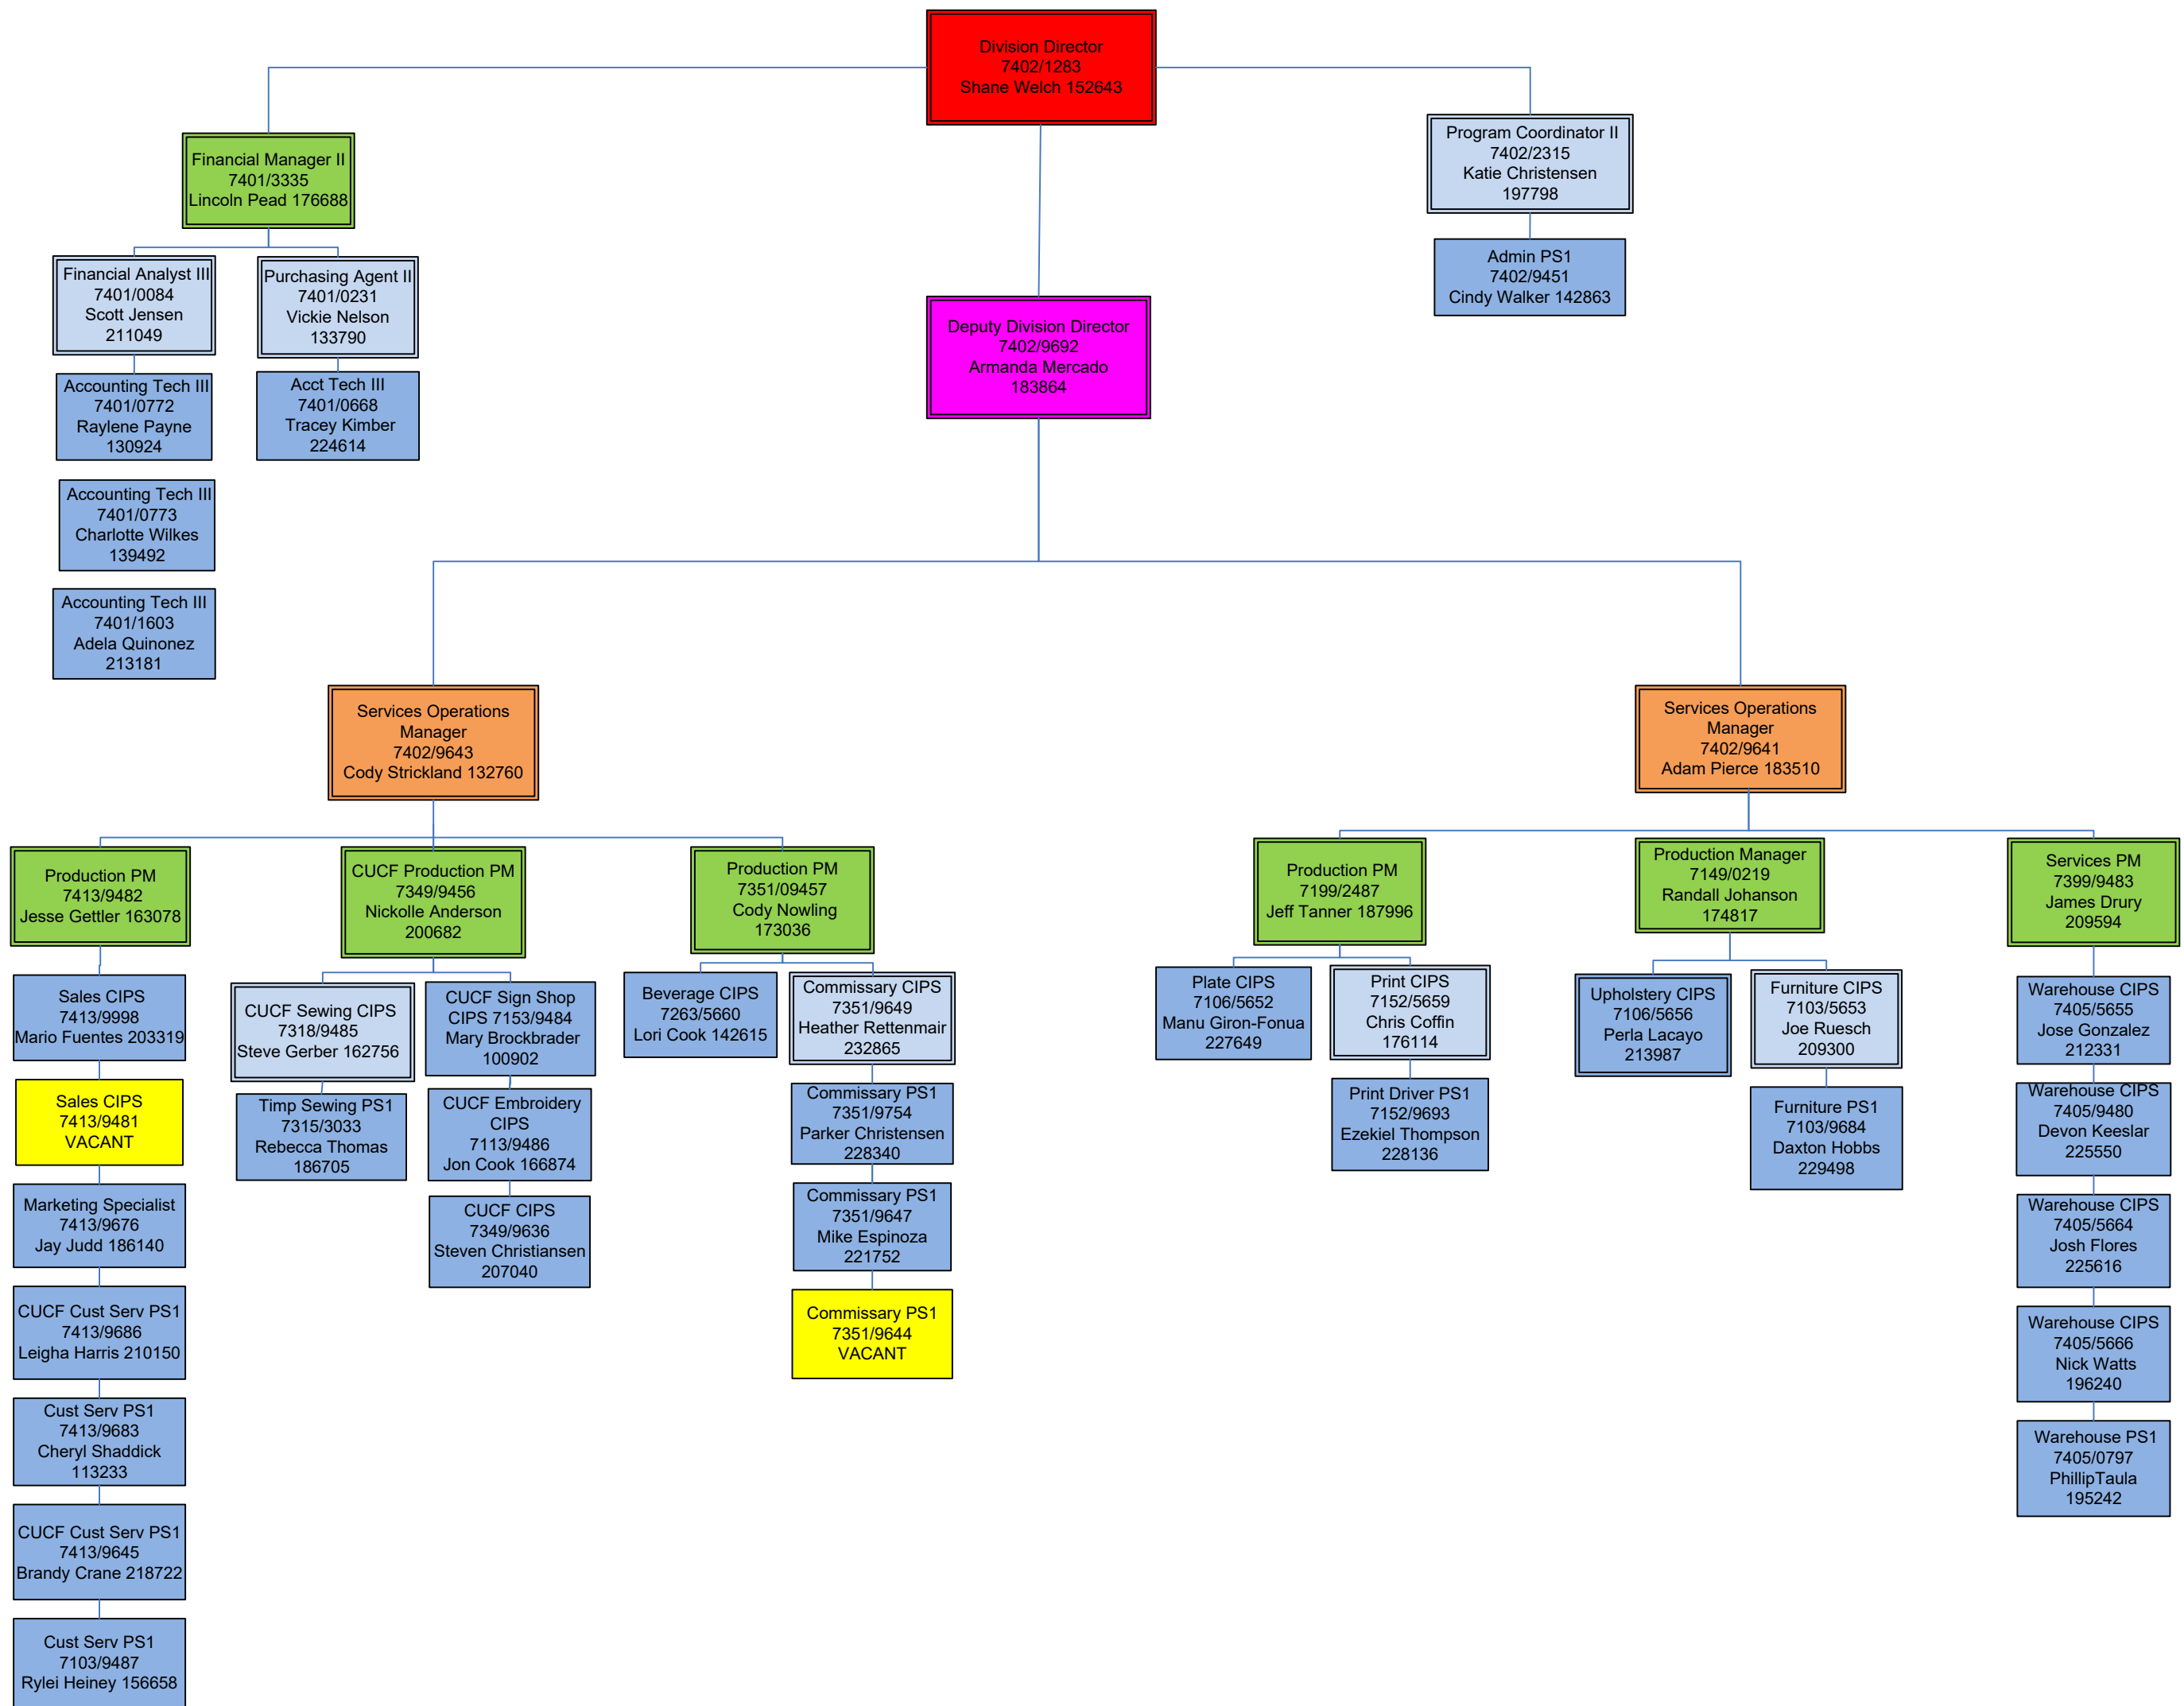 Division Director
7402/1283
Shane Welch 152643
Financial Manager II
7401/3335
Lincoln Pead 176688
Program Coordinator II
7402/2315
Katie Christensen
197798
Financial Analyst III
7401/0084
Scott Jensen
211049
Purchasing Agent II
7401/0231
Vickie Nelson
133790
Admin PS1
7402/9451
Cindy Walker 142863
Deputy Division Director
7402/9692
Armanda Mercado
183864
Accounting Tech III
7401/0772
Raylene Payne
130924
Acct Tech III
7401/0668
Tracey Kimber
224614
Accounting Tech III
7401/0773
Charlotte Wilkes
139492
Accounting Tech III
7401/1603
Adela Quinonez
213181
Services Operations
Manager
7402/9643
Cody Strickland 132760
Services Operations
Manager
7402/9641
Adam Pierce 183510
Production PM
7413/9482
Jesse Gettler 163078
Sales CIPS
7413/9998
Mario Fuentes 203319
Sales CIPS
7413/9481
VACANT
Marketing Specialist
7413/9676
Jay Judd 186140
CUCF Cust Serv PS1
7413/9686
Leigha Harris 210150
Cust Serv PS1
7413/9683
Cheryl Shaddick
113233
CUCF Cust Serv PS1
7413/9645
Brandy Crane 218722
Cust Serv PS1
7103/9487
Rylei Heiney 156658
CUCF Production PM
7349/9456
Nickolle Anderson
200682
CUCF Sewing CIPS
7318/9485
Steve Gerber 162756
Timp Sewing PS1
7315/3033
Rebecca Thomas
186705
CUCF Sign Shop
CIPS 7153/9484
Mary Brockbrader
100902
CUCF Embroidery
CIPS
7113/9486
Jon Cook 166874
CUCF CIPS
7349/9636
Steven Christiansen
207040
Production PM
7351/09457
Cody Nowling
173036
Beverage CIPS
7263/5660
Lori Cook 142615
Commissary CIPS
7351/9649
Heather Rettenmair
232865
Commissary PS1
7351/9754
Parker Christensen
228340
Commissary PS1
7351/9647
Mike Espinoza
221752
Commissary PS1
7351/9644
VACANT
Production PM
7199/2487
Jeff Tanner 187996
Plate CIPS
7106/5652
Manu Giron-Fonua
227649
Print CIPS
7152/5659
Chris Coffin
176114
Print Driver PS1
7152/9693
Ezekiel Thompson
228136
Production Manager
7149/0219
Randall Johanson
174817
Upholstery CIPS
7106/5656
Perla Lacayo
213987
Furniture CIPS
7103/5653
Joe Ruesch
209300
Furniture PS1
7103/9684
Daxton Hobbs
229498
Services PM
7399/9483
James Drury
209594
Warehouse CIPS
7405/5655
Jose Gonzalez
212331
Warehouse CIPS
7405/9480
Devon Keeslar
225550
Warehouse CIPS
7405/5664
Josh Flores
225616
Warehouse CIPS
7405/5666
Nick Watts
196240
Warehouse PS1
7405/0797
PhillipTaula
195242